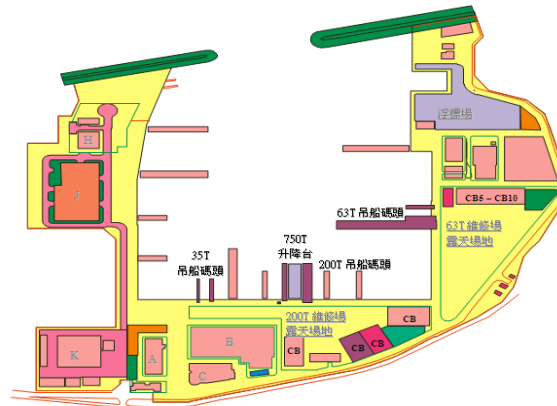 浮標場
H
J
CB5 – CB10
63T 吊船碼頭
63T 維修場
露天場地
750T
升降台
35T
吊船碼頭
200T 吊船碼頭
200T 維修場
露天場地
CB
K
A
B
CB
CB
CB
C